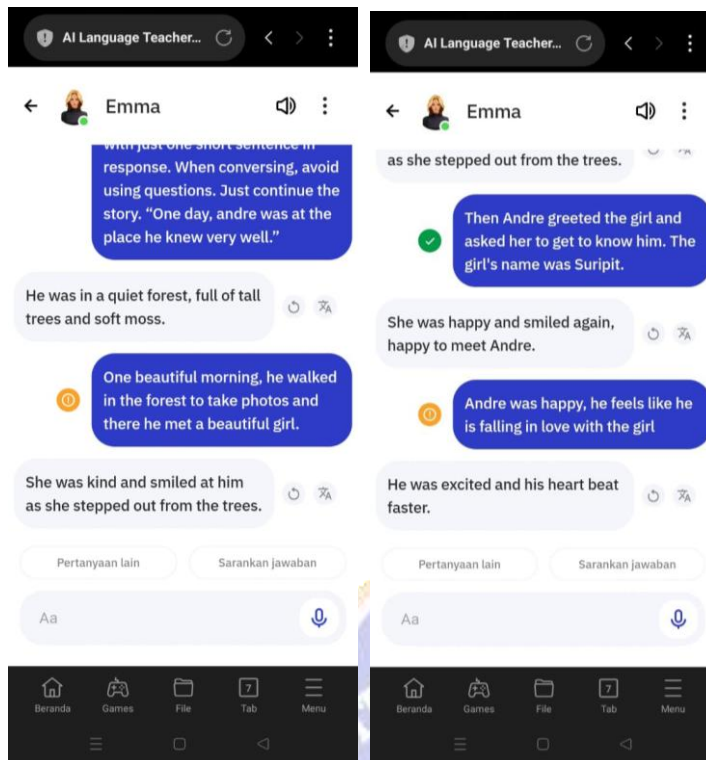 AI Language Teacher...
Emma
with just one short sentence in
response. When conversing, avoid
using questions. Just continue the
story. “One day, andre was at the
place he knew very well.”
He was in a quiet forest, full of tall
trees and soft moss.
One beautiful morning, he walked
in the forest to take photos and
there he met a beautiful girl.
She was kind and smiled at him
as she stepped out from the trees.
Pertanyaan lain
Sarankan jawaban
Aa
7
Beranda
Games
File
Tab
Menu
AI Language Teacher...
Emma
as she stepped out from the trees.
Then Andre greeted the girl and
asked her to get to know him. The
girl's name was Suripit.
She was happy and smiled again,
happy to meet Andre.
Andre was happy, he feels like he
is falling in love with the girl
He was excited and his heart beat
faster.
Pertanyaan lain
Sarankan jawaban
Aa
7
Beranda
Games
File
Tab
Menu